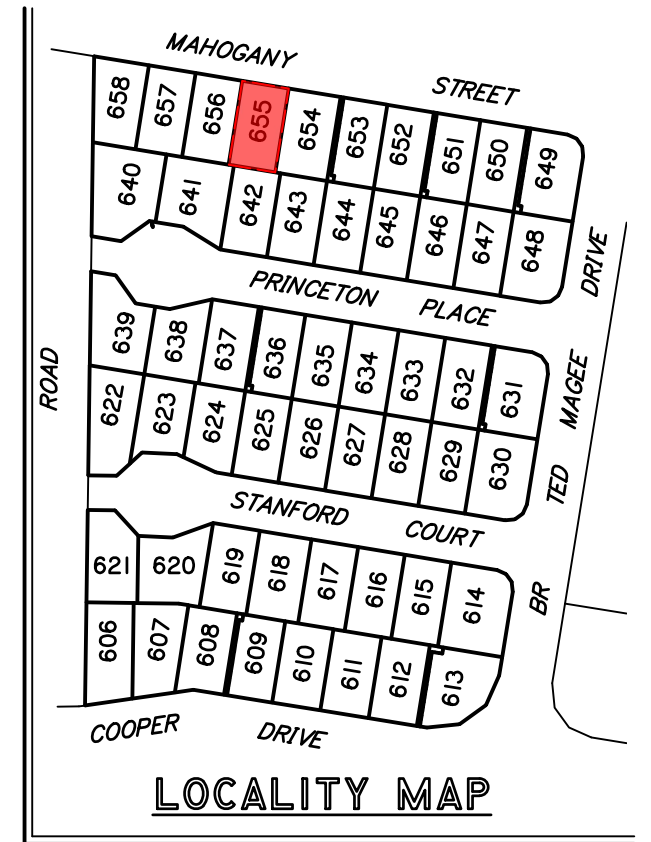 MAHOGANY STREET
658 657 656 655 654 653 652 651 650 649
640 641 642 643 644 645 646 647 648
DRIVE
PRINCETON PLACE
ROAD
639 638 637 636 635 634 633 632 631
MAGEE
622 623 624 625 626 627 628 629 630
TED
STANFORD COURT
621 620 619 618 617 616 615 614
BR
606 607 608 609 610 611 612 613
COOPER DRIVE
LOCALITY MAP